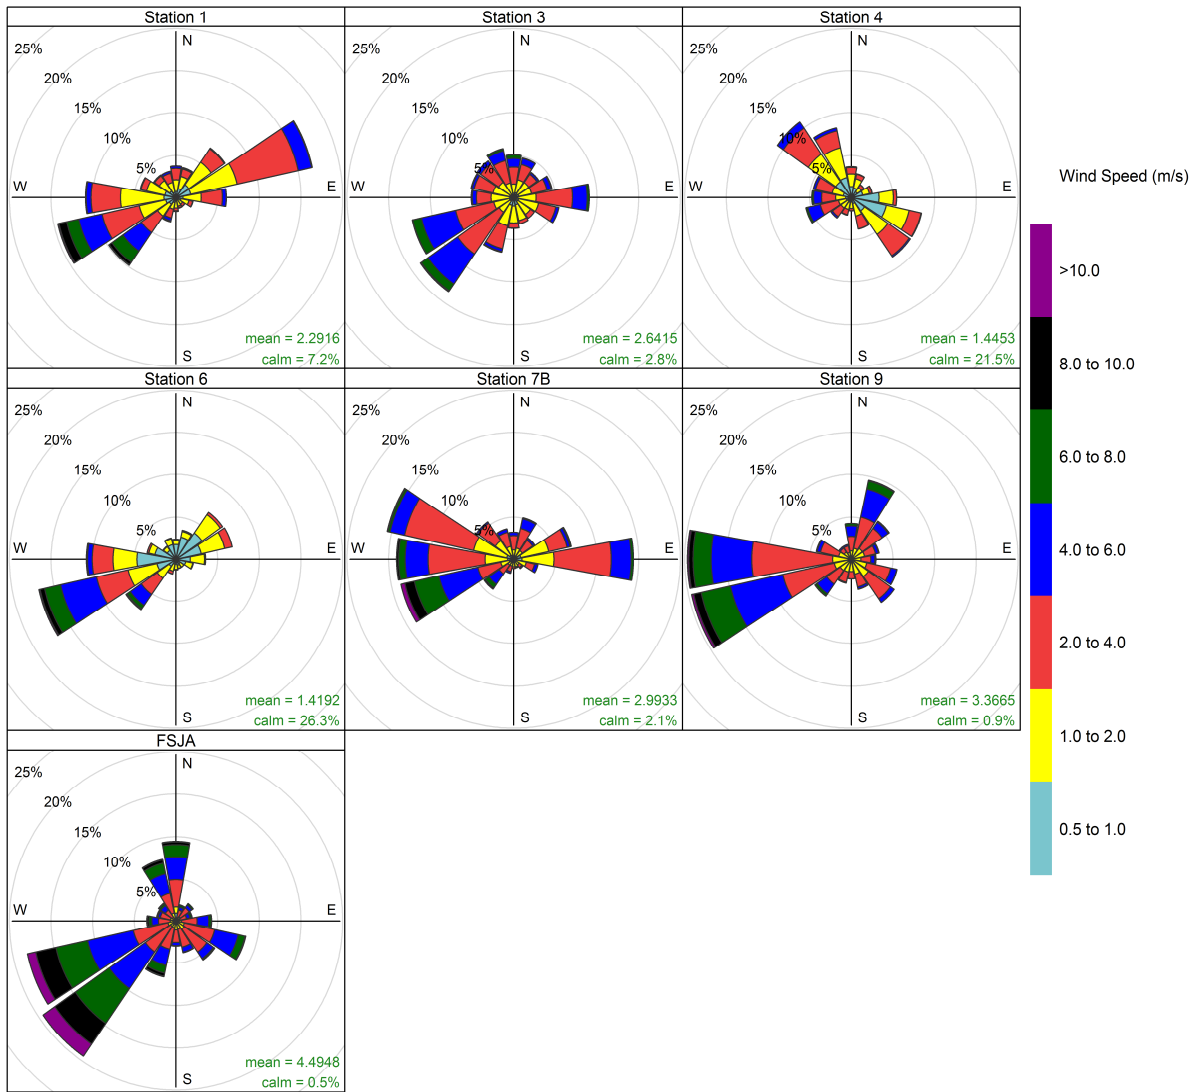 Station 1
N
25%
20%
15%
10%
5%
W
E
S
mean = 2.2916
calm = 7.2%
Station 3
N
25%
20%
15%
10%
5%
W
E
S
mean = 2.6415
calm = 2.8%
Station 4
N
25%
20%
15%
10%
5%
W
E
S
mean = 1.4453
calm = 21.5%
Station 6
N
25%
20%
15%
10%
5%
W
E
S
mean = 1.4192
calm = 26.3%
Station 7B
N
25%
20%
15%
10%
5%
W
E
S
mean = 2.9933
calm = 2.1%
Station 9
N
25%
20%
15%
10%
5%
W
E
S
mean = 3.3665
calm = 0.9%
FSJA
N
25%
20%
15%
10%
5%
W
E
S
mean = 4.4948
calm = 0.5%
Wind Speed (m/s)
>10.0
8.0 to 10.0
6.0 to 8.0
4.0 to 6.0
2.0 to 4.0
1.0 to 2.0
0.5 to 1.0